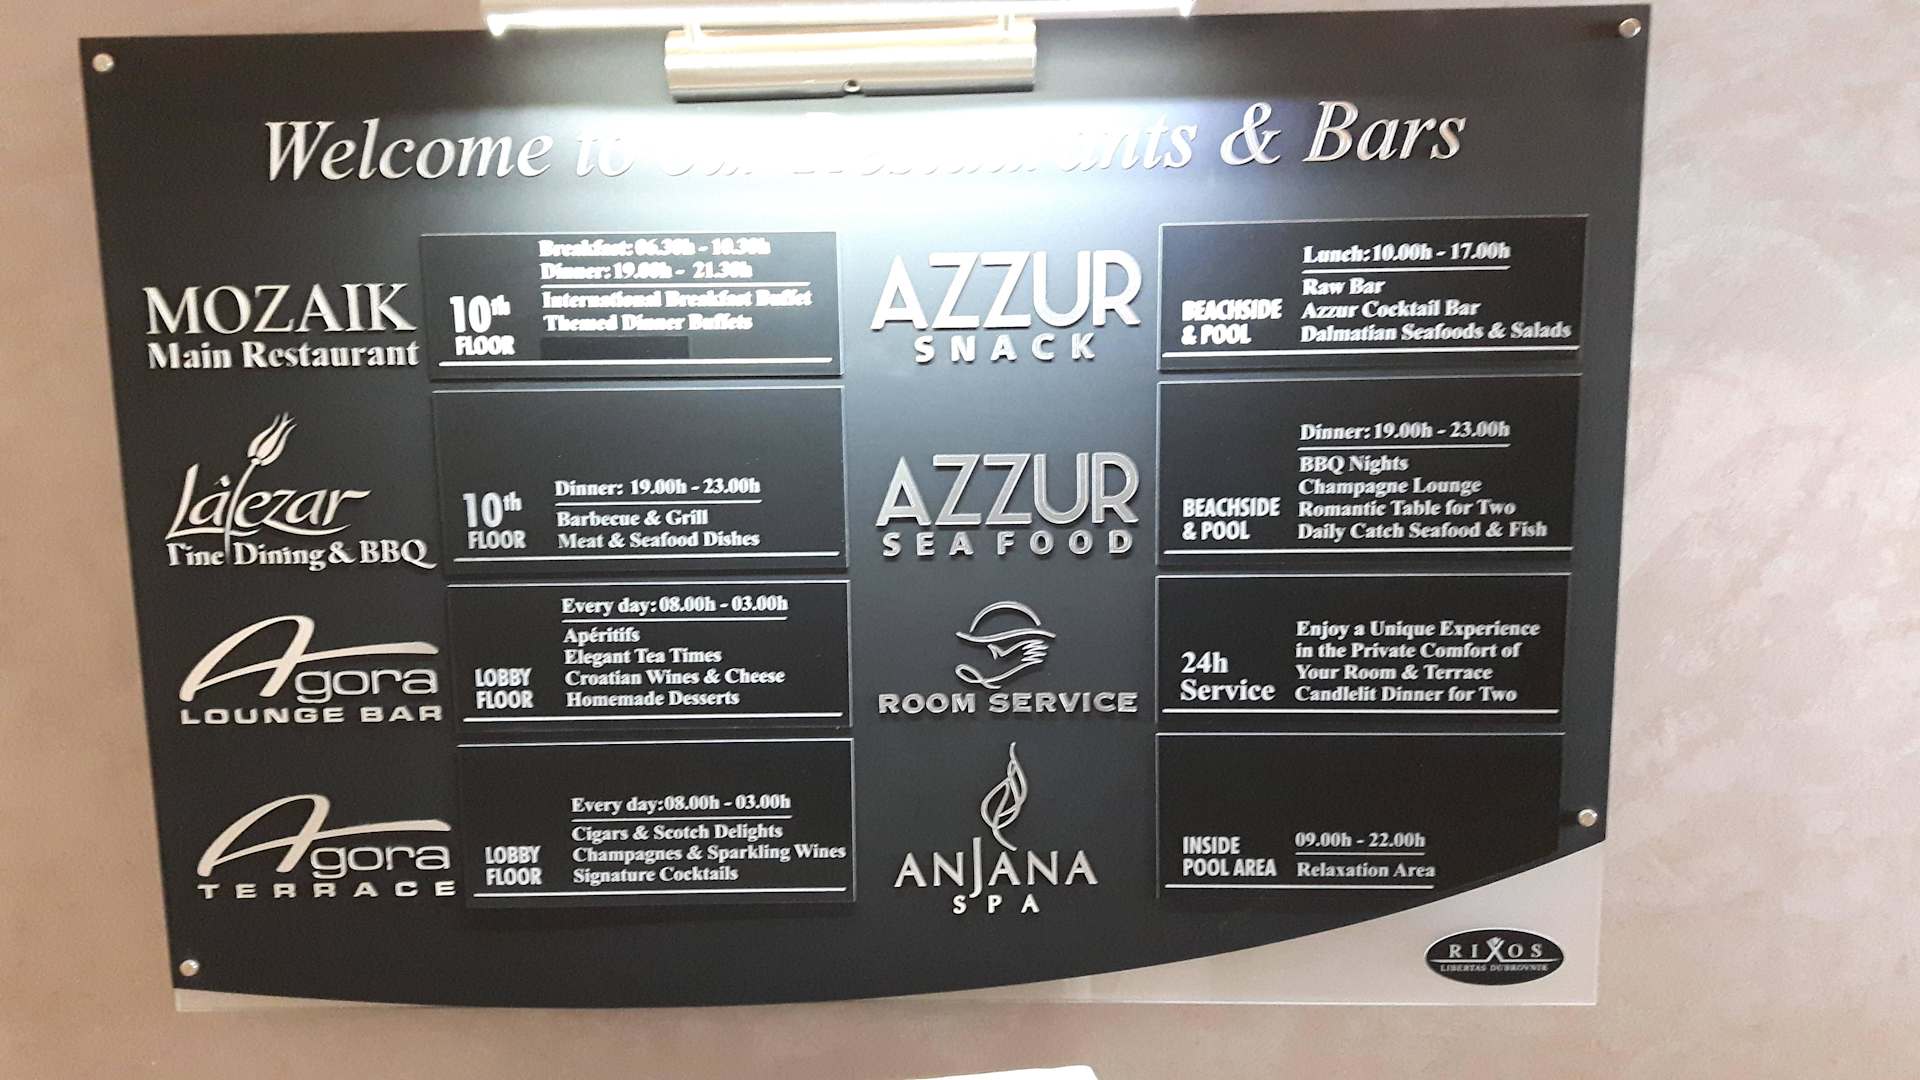 Welcome to our Restaurants & Bars
MOZAIK
Main Restaurant
10th
FLOOR
Breakfast: 06.30h - 10.30h
Dinner: 19.00h - 21.30h
International Breakfast Buffet
Themed Dinner Buffets
Làlezar
Fine Dining & BBQ
10th
FLOOR
Dinner: 19.00h - 23.00h
Barbecue & Grill
Meat & Seafood Dishes
Agora
LOUNGE BAR
LOBBY
FLOOR
Every day: 08.00h - 03.00h
Apéritifs
Elegant Tea Times
Croatian Wines & Cheese
Homemade Desserts
Agora
TERRACE
LOBBY
FLOOR
Every day: 08.00h - 03.00h
Cigars & Scotch Delights
Champagnes & Sparkling Wines
Signature Cocktails
AZZUR
SNACK
BEACHSIDE
& POOL
Lunch: 10.00h - 17.00h
Raw Bar
Azzur Cocktail Bar
Dalmatian Seafoods & Salads
AZZUR
SEAFOOD
BEACHSIDE
& POOL
Dinner: 19.00h - 23.00h
BBQ Nights
Champagne Lounge
Romantic Table for Two
Daily Catch Seafood & Fish
ROOM SERVICE
24h
Service
Enjoy a Unique Experience
in the Private Comfort of
Your Room & Terrace
Candlelit Dinner for Two
ANJANA
SPA
INSIDE
POOL AREA
09.00h - 22.00h
Relaxation Area
RIXOS
LIBERTAS DUBROVNIK